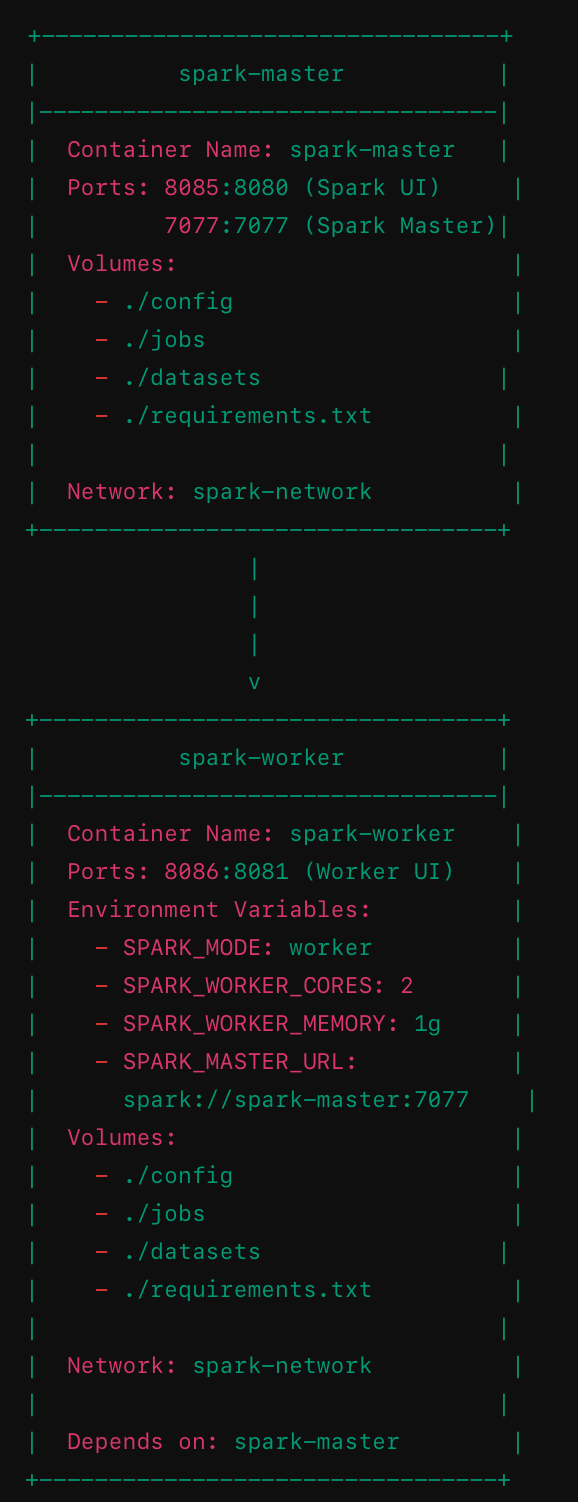 +---------------------------------+
|          spark-master           |
|---------------------------------|
|  Container Name: spark-master   |
|  Ports: 8085:8080 (Spark UI)     |
|         7077:7077 (Spark Master)|
|  Volumes:                        |
|    - ./config                    |
|    - ./jobs                      |
|    - ./datasets                 |
|    - ./requirements.txt          |
|                                 |
|  Network: spark-network          |
+---------------------------------+
                |
                |
                |
                v
+---------------------------------+
|          spark-worker           |
|---------------------------------|
|  Container Name: spark-worker    |
|  Ports: 8086:8081 (Worker UI)    |
|  Environment Variables:          |
|    - SPARK_MODE: worker          |
|    - SPARK_WORKER_CORES: 2       |
|    - SPARK_WORKER_MEMORY: 1g     |
|    - SPARK_MASTER_URL:           |
|      spark://spark-master:7077    |
|  Volumes:                        |
|    - ./config                    |
|    - ./jobs                      |
|    - ./datasets                 |
|    - ./requirements.txt          |
|                                 |
|  Network: spark-network          |
|                                 |
|  Depends on: spark-master        |
+---------------------------------+